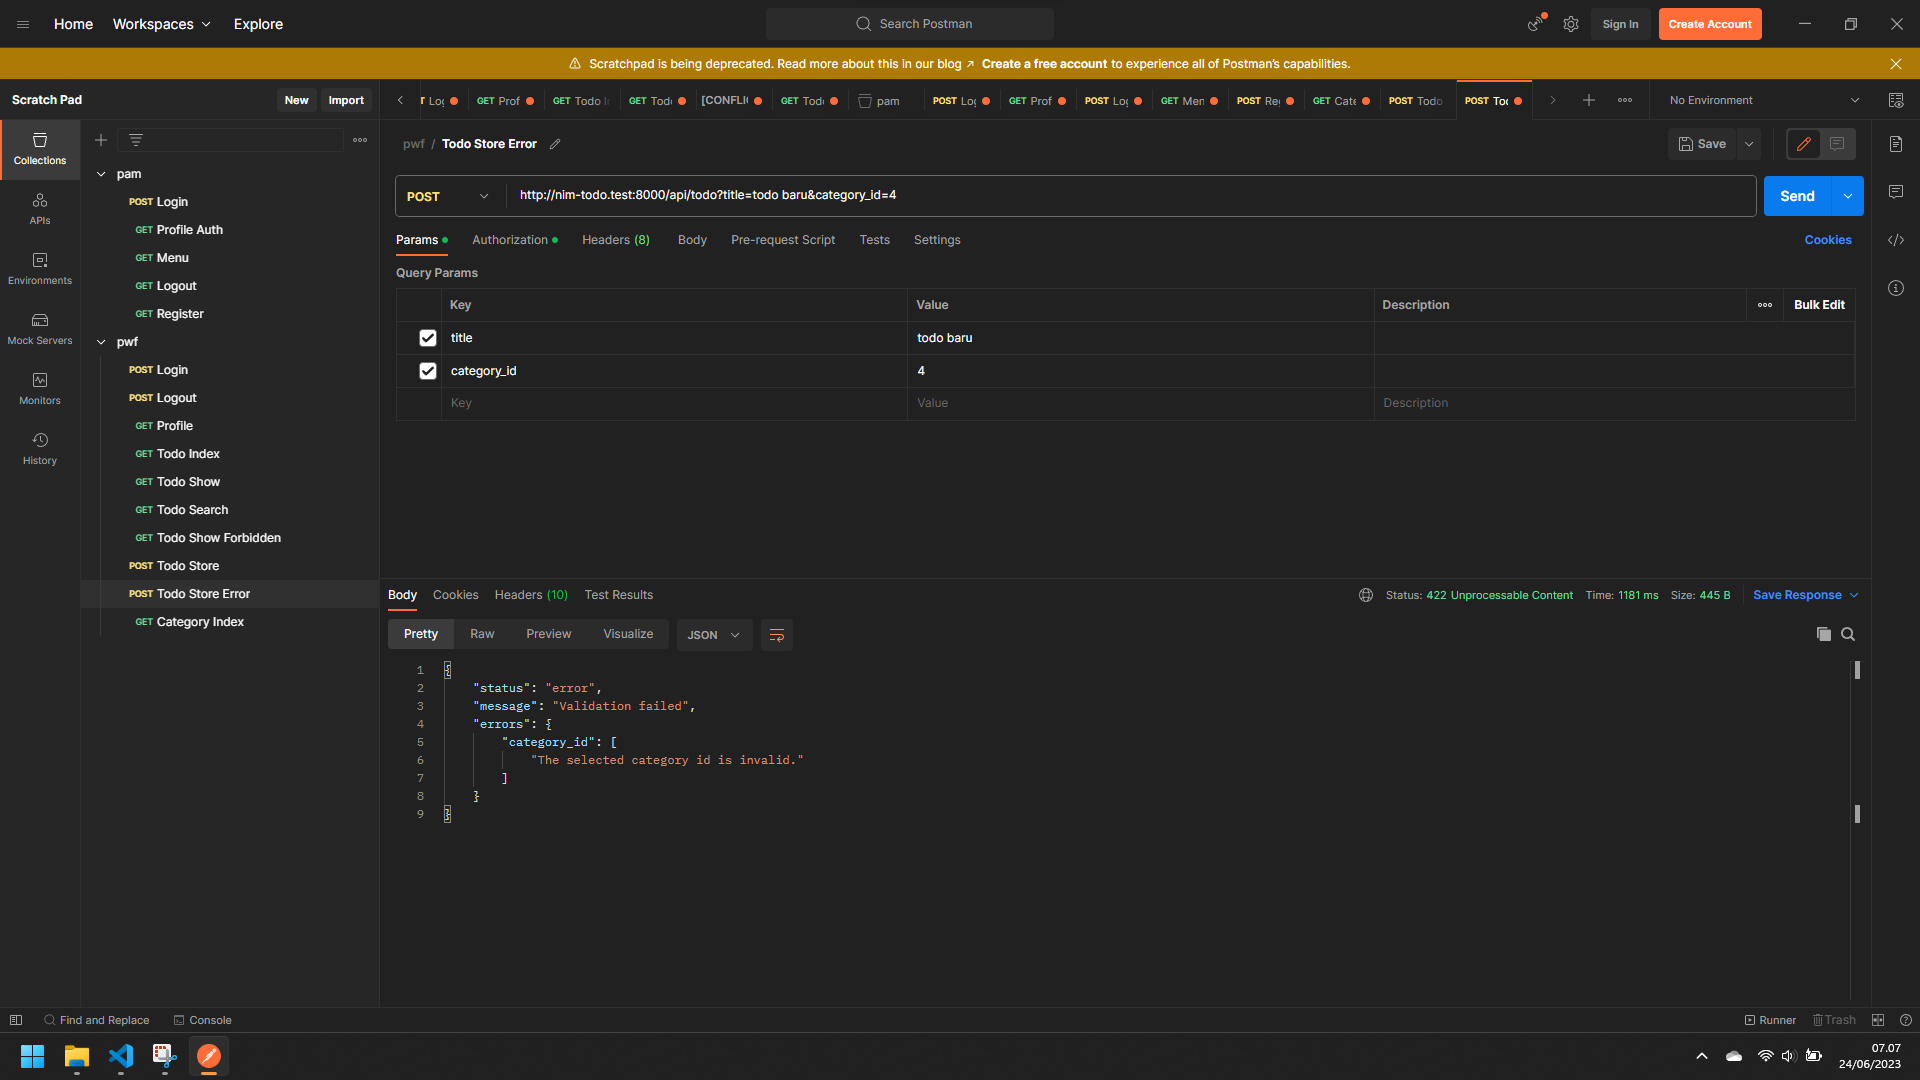 Home
Workspaces
Explore
Search Postman
Sign In
Create Account
Scratchpad is being deprecated. Read more about this in our blog ↗ Create a free account to experience all of Postman's capabilities.
Scratch Pad
New
Import
GET Prof
GET Todo
GET Tod
[CONFLIC
GET Tod
pam
POST Log
GET Prof
POST Log
GET Men
POST Reg
GET Cate
POST Todo
POST
No Environment
Collections
APIs
Environments
Mock Servers
Monitors
History
pam
POST Login
GET Profile Auth
GET Menu
GET Logout
GET Register
pwf
POST Login
POST Logout
GET Profile
GET Todo Index
GET Todo Show
GET Todo Search
GET Todo Show Forbidden
POST Todo Store
POST Todo Store Error
GET Category Index
pwf / Todo Store Error
Save
POST
http://nim-todo.test:8000/api/todo?title=todo baru&category_id=4
Send
Params
Authorization
Headers (8)
Body
Pre-request Script
Tests
Settings
Cookies
Query Params
Key Value Description
Bulk Edit
title todo baru
category_id 4
Key Value Description
Body
Cookies
Headers (10)
Test Results
Status: 422 Unprocessable Content
Time: 1181 ms
Size: 445 B
Save Response
Pretty
Raw
Preview
Visualize
JSON
1 {
2 "status": "error",
3 "message": "Validation failed",
4 "errors": {
5 "category_id": [
6 "The selected category id is invalid."
7 ]
8 }
9 }
Find and Replace
Console
Runner
Trash
07.07
24/06/2023